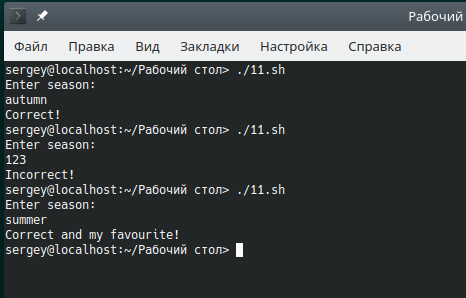 Рабочий
Файл Правка Вид Закладки Настройка Справка
sergey@localhost:~/Рабочий стол> ./11.sh
Enter season:
autumn
Correct!
sergey@localhost:~/Рабочий стол> ./11.sh
Enter season:
123
Incorrect!
sergey@localhost:~/Рабочий стол> ./11.sh
Enter season:
summer
Correct and my favourite!
sergey@localhost:~/Рабочий стол>